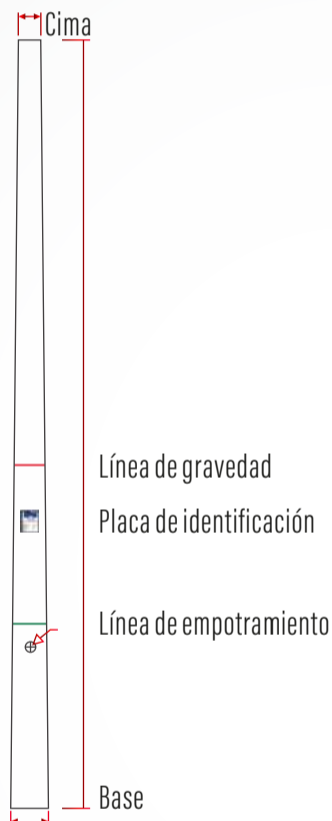 Cima
Línea de gravedad
Placa de identificación
Línea de empotramiento
Base